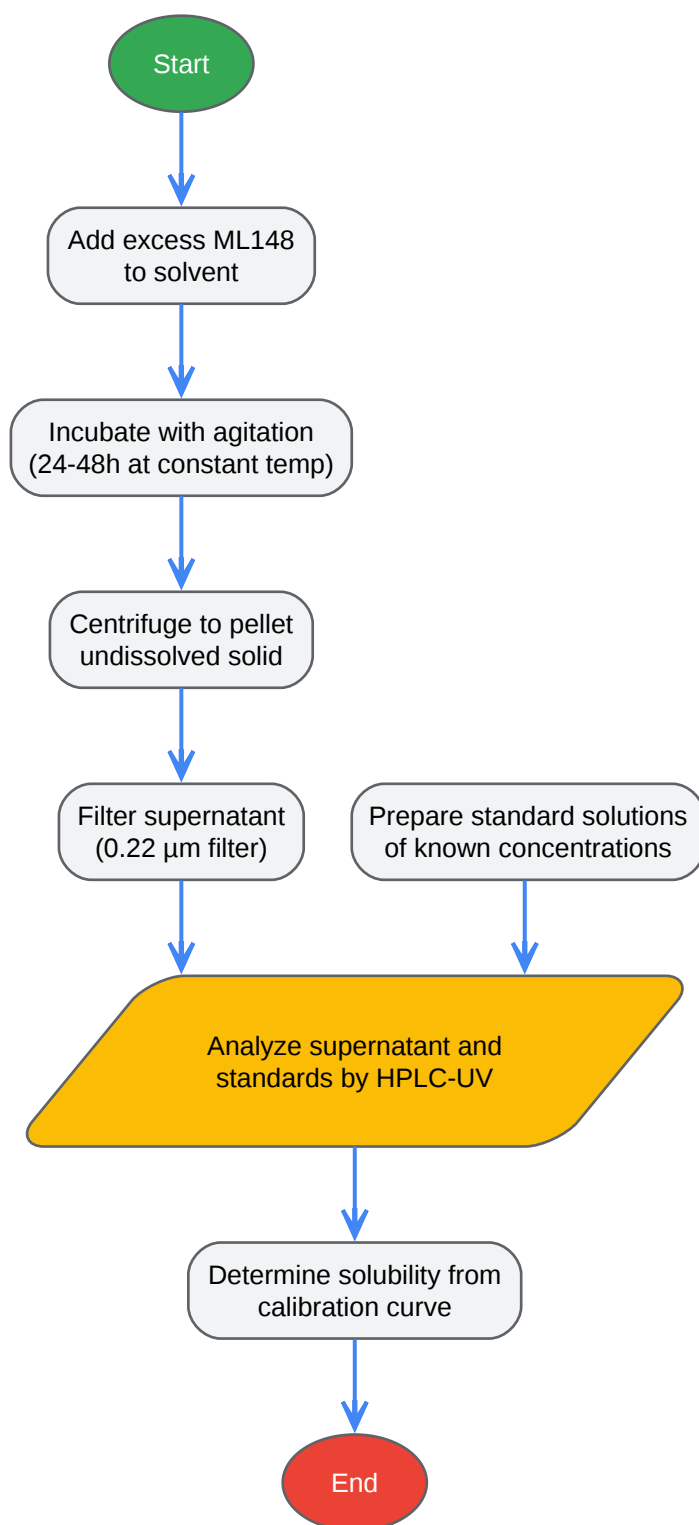 Start
Add excess ML148
to solvent
Incubate with agitation
(24-48h at constant temp)
Centrifuge to pellet
undissolved solid
Filter supernatant
(0.22 µm filter)
Prepare standard solutions
of known concentrations
Analyze supernatant and
standards by HPLC-UV
Determine solubility from
calibration curve
End